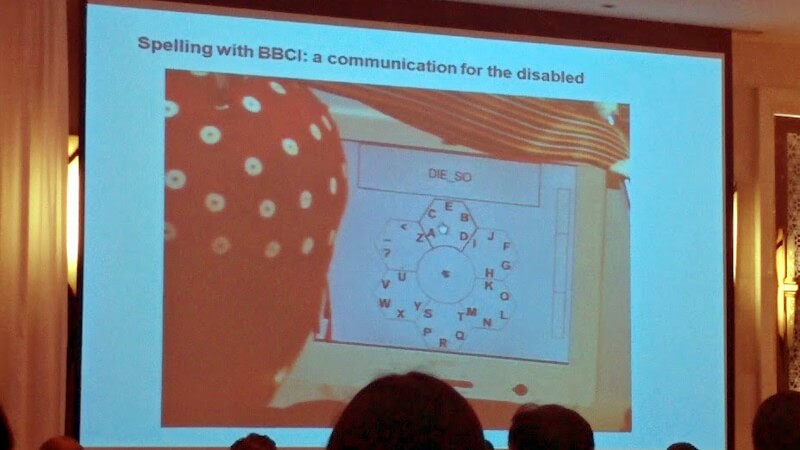 Spelling with BBCI: a communication for the disabled
DIE_SO
E
C B
A D
< Z
_
?
I J F
G
H
K O
L
M N
U
V
W
X Y
S T
P Q
R